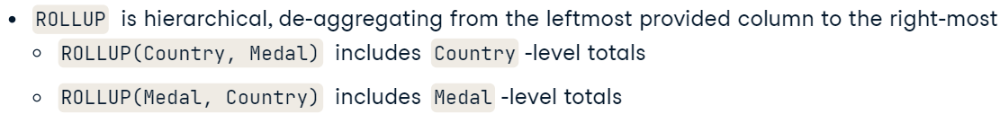 • ROLLUP is hierarchical, de-aggregating from the leftmost provided column to the right-most
○ ROLLUP(Country, Medal) includes Country -level totals
○ ROLLUP(Medal, Country) includes Medal -level totals